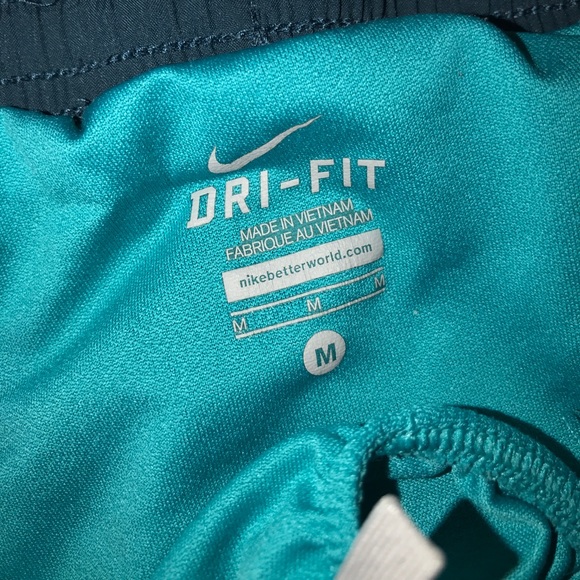 DRI-FIT
MADE IN VIETNAM
FABRIQUE AU VIETNAM
nikebetterworld.com
M M M
M